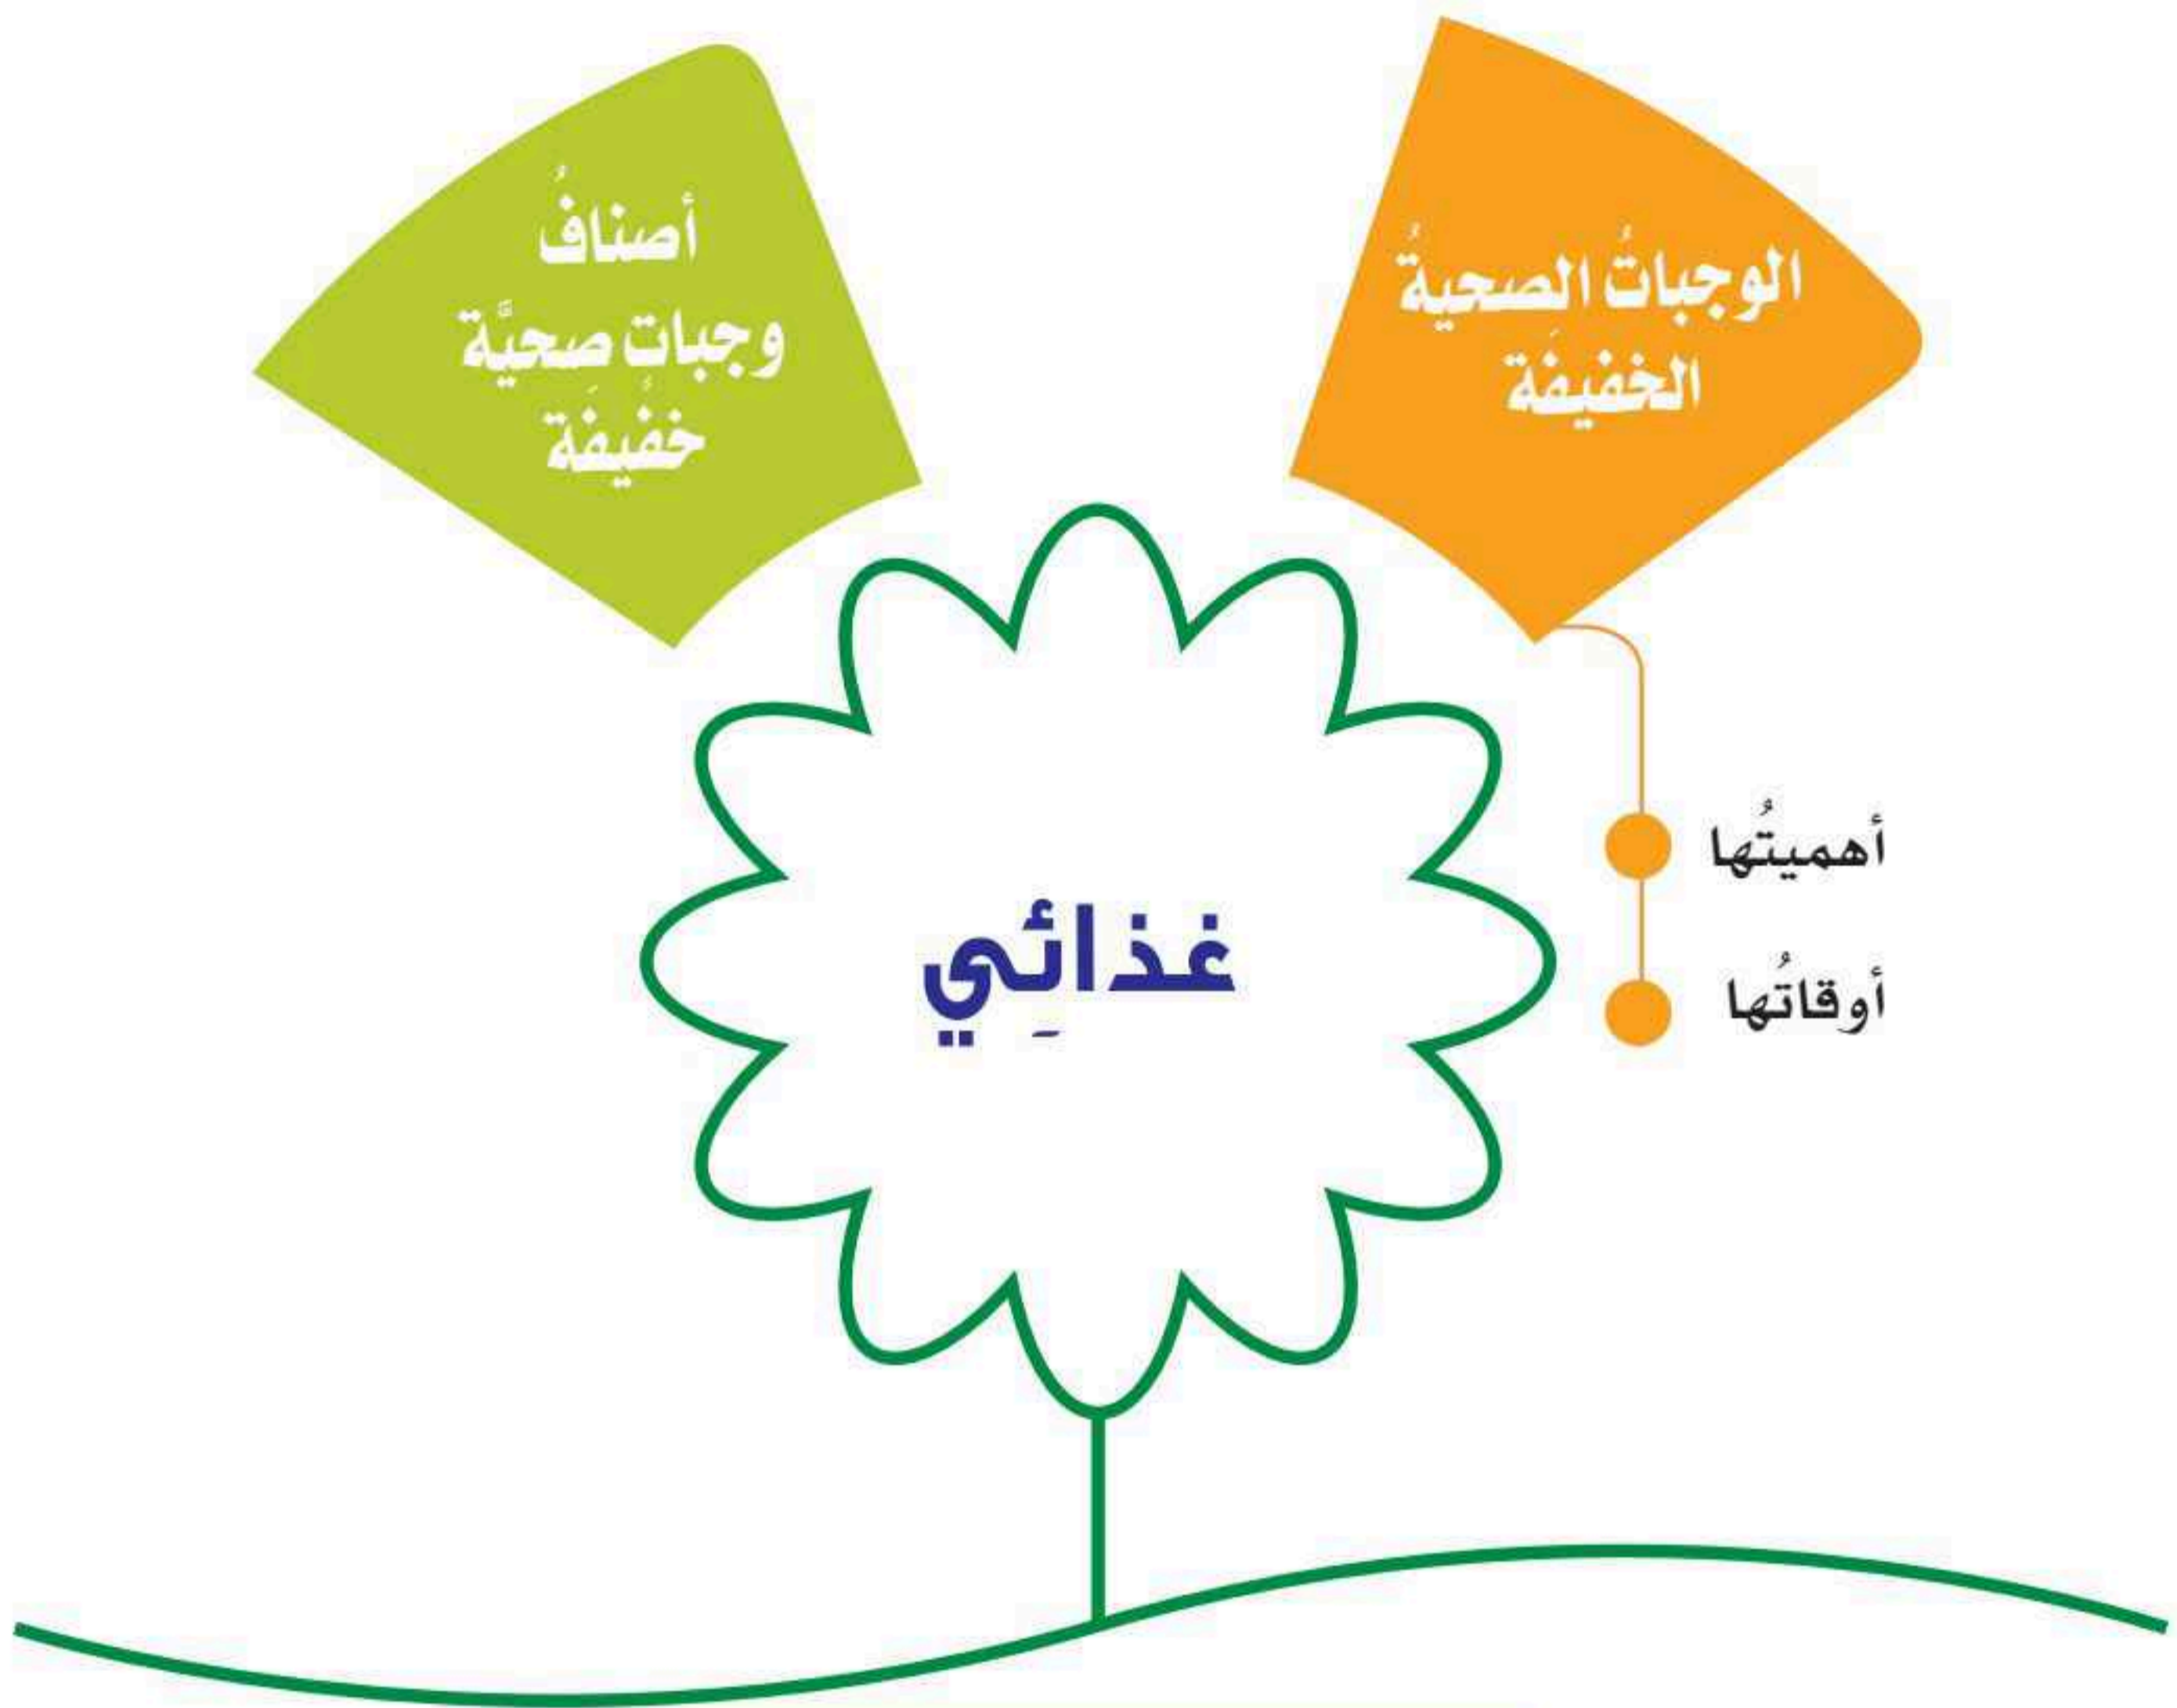 الوجباتُ الصحيةُ
الخفيفَة
أصنافُ
وجباتٍ صحيَّة
خفيفَة
أهميتُها
أوقاتُها
غذائِي